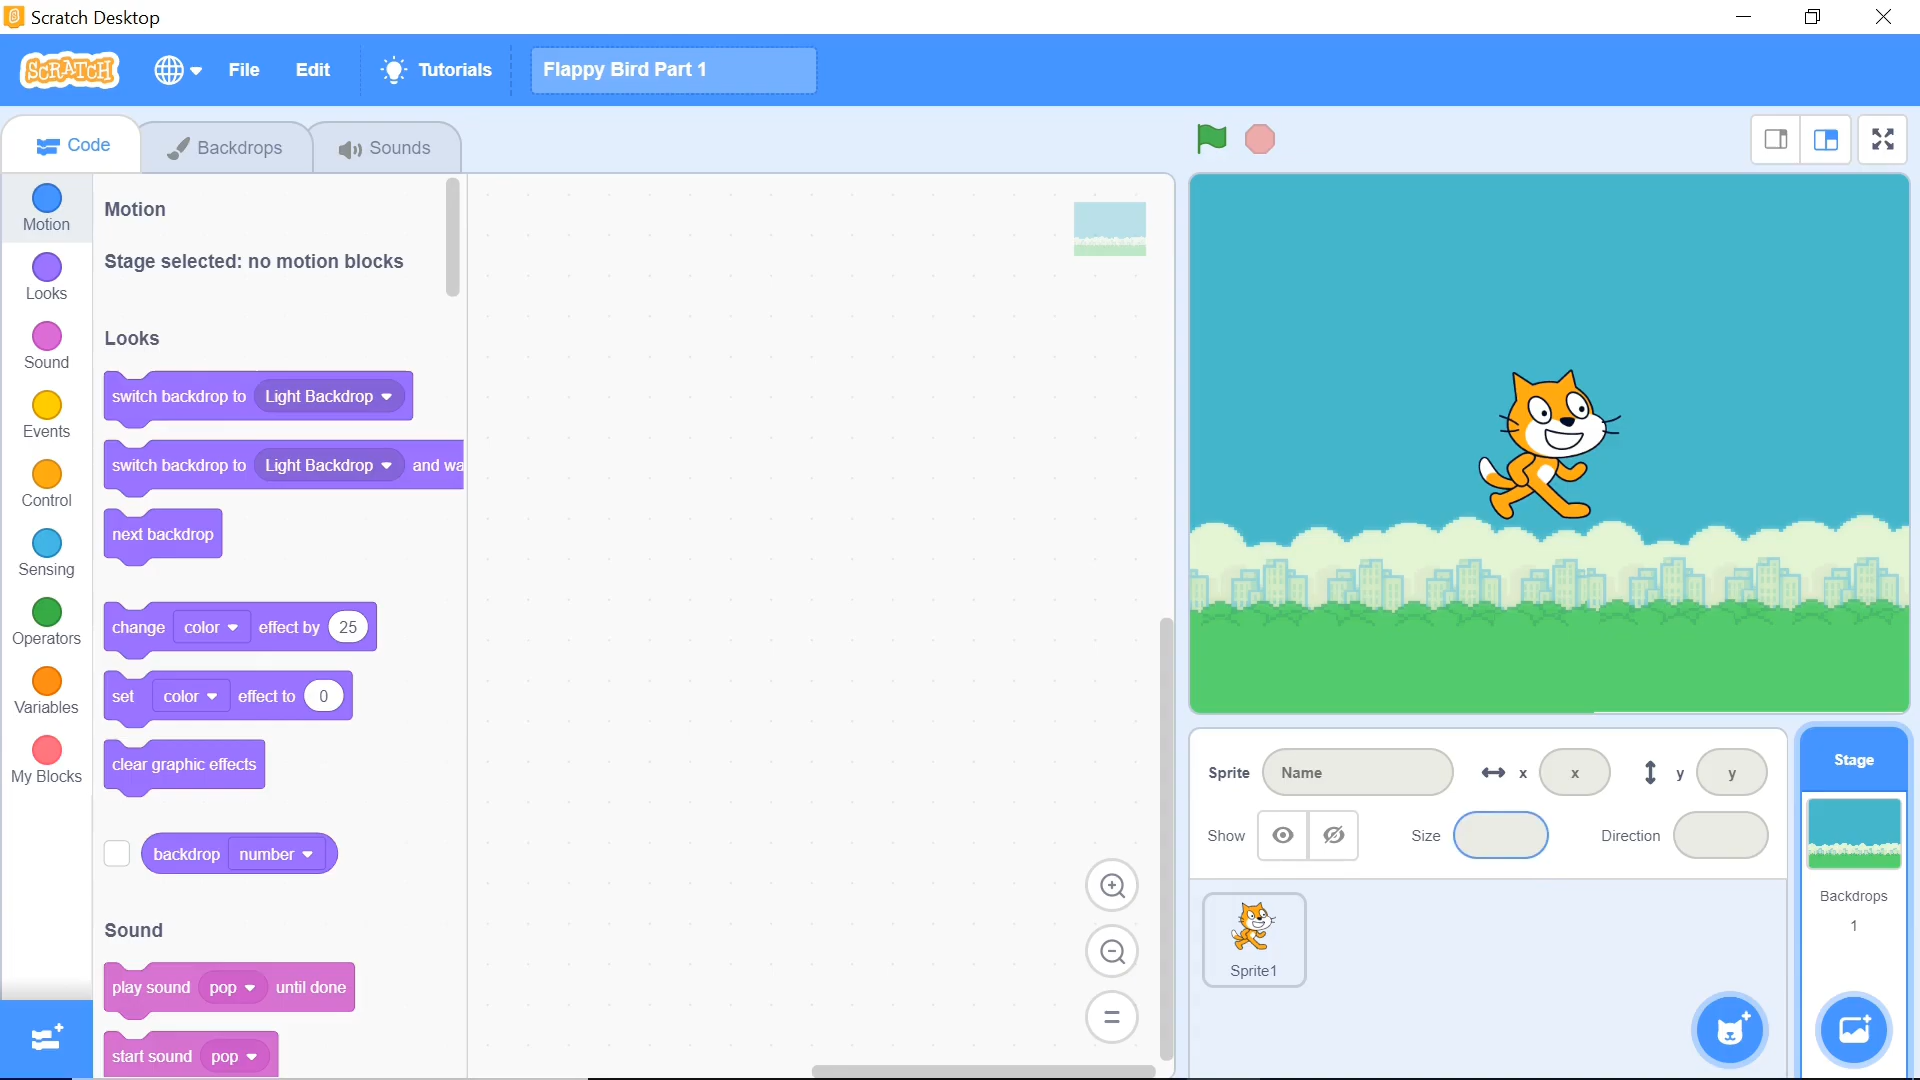 Scratch Desktop
SCRATCH
File
Edit
Tutorials
Flappy Bird Part 1
Code
Backdrops
Sounds
Motion
Looks
Sound
Events
Control
Sensing
Operators
Variables
My Blocks
Motion
Stage selected: no motion blocks
Looks
switch backdrop to Light Backdrop
switch backdrop to Light Backdrop and wa
next backdrop
change color effect by 25
set color effect to 0
clear graphic effects
backdrop number
Sound
play sound pop until done
start sound pop
Sprite Name x x y y
Show Size Direction
Sprite1
Stage
Backdrops
1